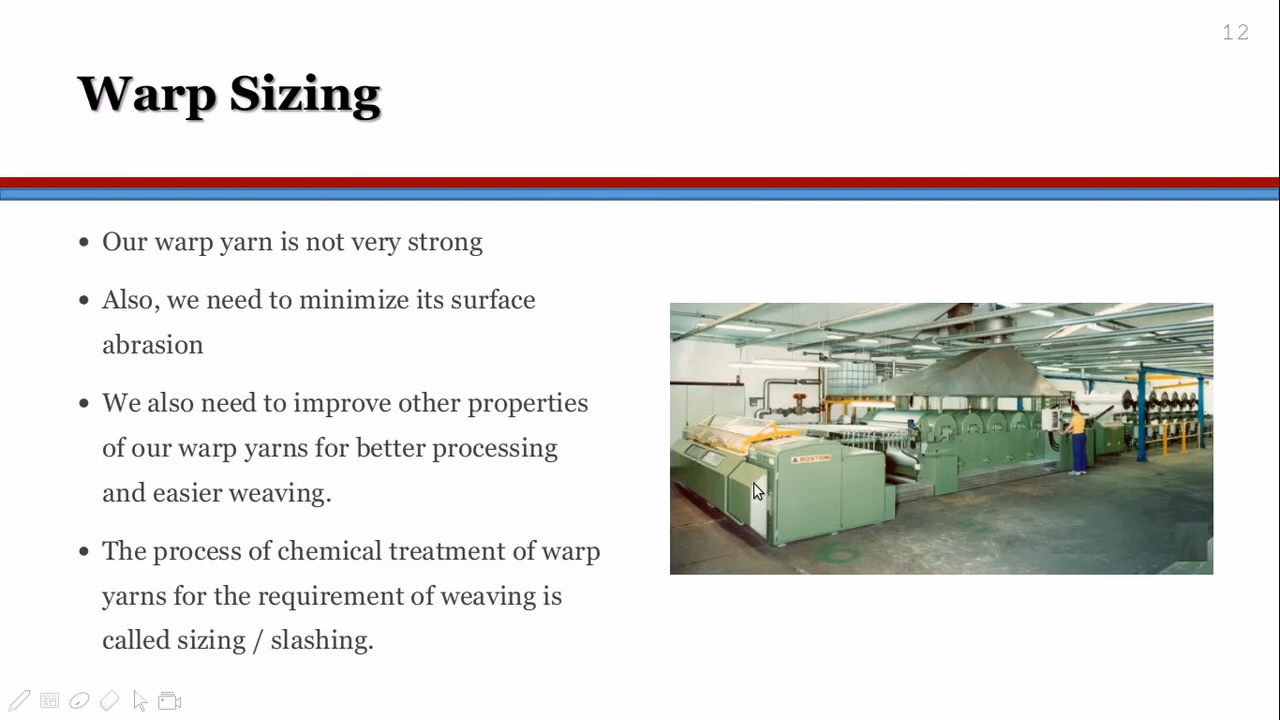 12
Warp Sizing
• Our warp yarn is not very strong
• Also, we need to minimize its surface
abrasion
• We also need to improve other properties
of our warp yarns for better processing
and easier weaving.
• The process of chemical treatment of warp
yarns for the requirement of weaving is
called sizing / slashing.